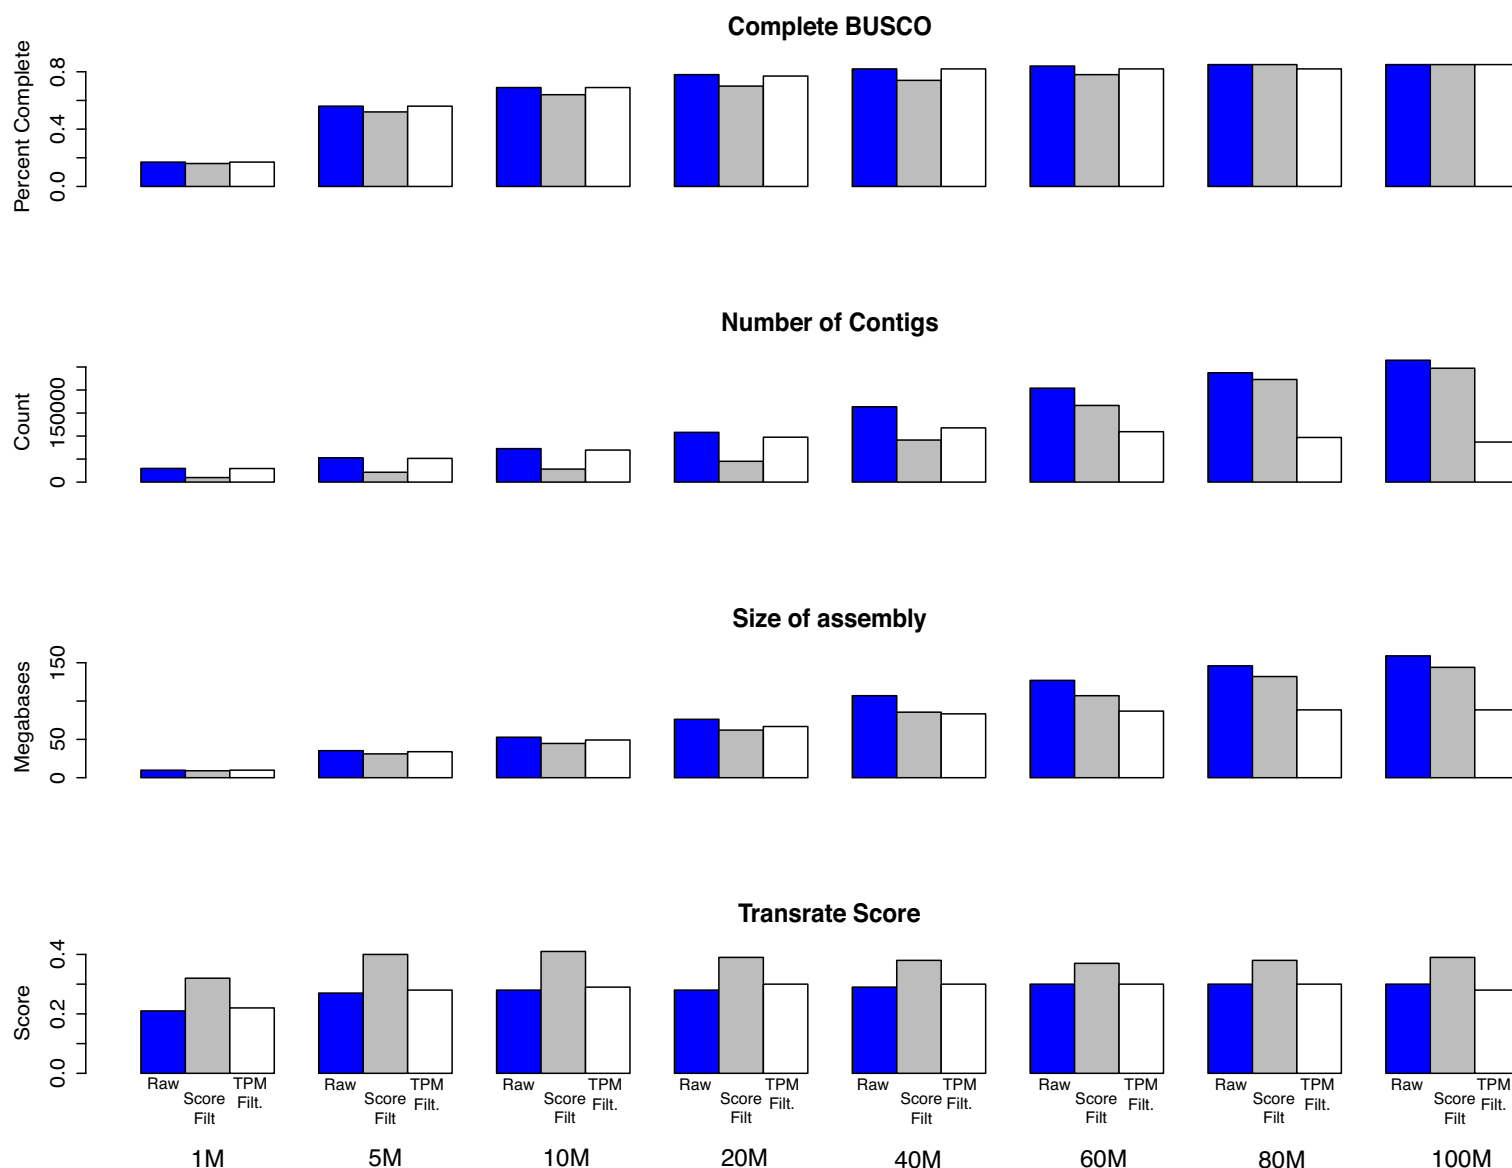 Complete BUSCO
Percent Complete
0.0 0.4 0.8
Number of Contigs
Count
0 150000
Size of assembly
Megabases
0 50 150
Transrate Score
Score
0.0 0.2 0.4
Raw Score Filt TPM Filt. Raw Score Filt TPM Filt. Raw Score Filt TPM Filt. Raw Score Filt TPM Filt. Raw Score Filt TPM Filt. Raw Score Filt TPM Filt. Raw Score Filt TPM Filt. Raw Score Filt TPM Filt.
1M 5M 10M 20M 40M 60M 80M 100M